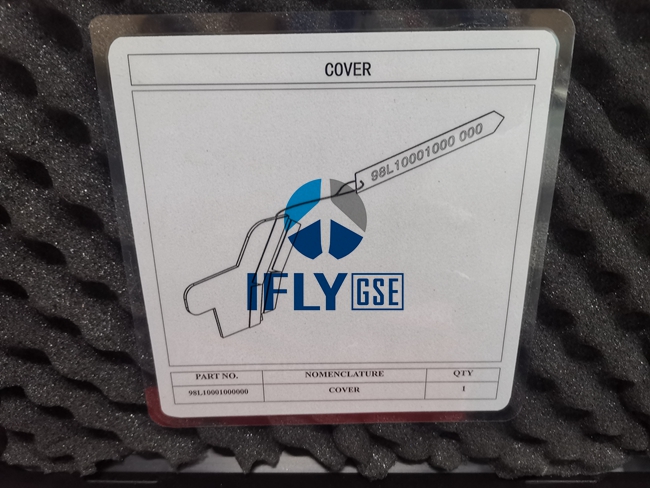 COVER
98L10001000 000
IFLY GSE
PART NO. NOMENCLATURE QTY
98L10001000000 COVER 1